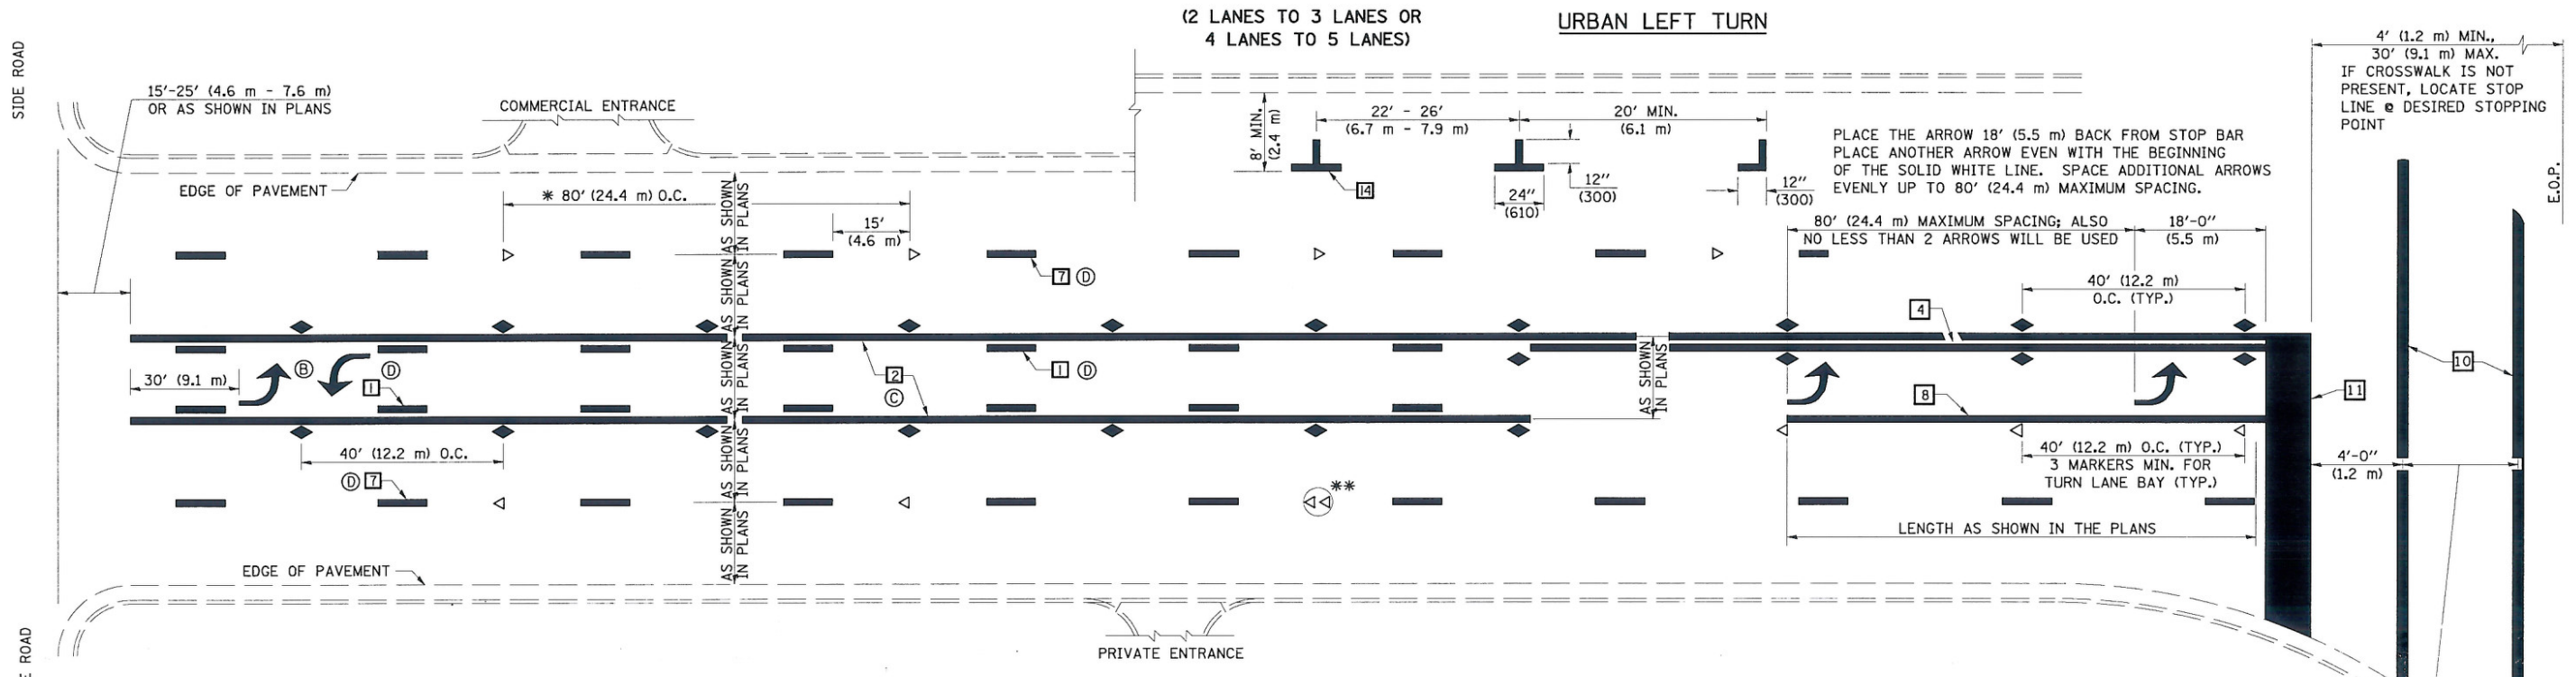 (2 LANES TO 3 LANES OR
4 LANES TO 5 LANES)
URBAN LEFT TURN
SIDE ROAD
15'-25' (4.6 m - 7.6 m)
OR AS SHOWN IN PLANS
COMMERCIAL ENTRANCE
EDGE OF PAVEMENT
* 80' (24.4 m) O.C.
15'
(4.6 m)
8' MIN.
(2.4 m)
22' - 26'
(6.7 m - 7.9 m)
20' MIN.
(6.1 m)
14
24"
(610)
12"
(300)
12"
(300)
4' (1.2 m) MIN.,
30' (9.1 m) MAX.
IF CROSSWALK IS NOT
PRESENT, LOCATE STOP
LINE @ DESIRED STOPPING
POINT
E.O.P.
PLACE THE ARROW 18' (5.5 m) BACK FROM STOP BAR
PLACE ANOTHER ARROW EVEN WITH THE BEGINNING
OF THE SOLID WHITE LINE. SPACE ADDITIONAL ARROWS
EVENLY UP TO 80' (24.4 m) MAXIMUM SPACING.
80' (24.4 m) MAXIMUM SPACING; ALSO
NO LESS THAN 2 ARROWS WILL BE USED
18'-0"
(5.5 m)
40' (12.2 m)
O.C. (TYP.)
7 D
4
AS SHOWN
IN PLANS
AS SHOWN
IN PLANS
AS SHOWN
IN PLANS
AS SHOWN
IN PLANS
AS SHOWN
IN PLANS
AS SHOWN
IN PLANS
30' (9.1 m)
B
D
1
2
C
1 D
AS SHOWN
IN PLANS
8
11
10
40' (12.2 m) O.C.
D 7
**
40' (12.2 m) O.C. (TYP.)
3 MARKERS MIN. FOR
TURN LANE BAY (TYP.)
4'-0"
(1.2 m)
LENGTH AS SHOWN IN THE PLANS
EDGE OF PAVEMENT
PRIVATE ENTRANCE
ROAD